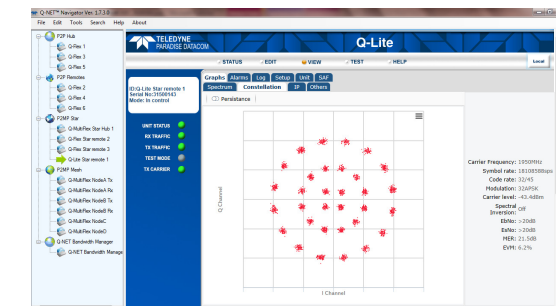 Q-NET™ Navigator Ver. 1.7.3.0
File Edit Tools Search Help About
P2P Hub
Q-Flex 1
Q-Flex 3
Q-Flex 5
P2P Remotes
Q-Flex 2
Q-Flex 4
Q-Flex 6
P2MP Star
Q-MultiFlex Star Hub 1
Q-Flex Star remote 2
Q-Flex Star remote 3
Q-Lite Star remote 1
P2MP Mesh
Q-MultiFlex NodeA Tx
Q-MultiFlex NodeA Rx
Q-MultiFlex NodeB Tx
Q-MultiFlex NodeB Rx
Q-MultiFlex NodeC
Q-MultiFlex NodeD
Q-NET Bandwidth Manager
Q-NET Bandwidth Manage
TELEDYNE
PARADISE DATACOM
Q-Lite
STATUS EDIT VIEW TEST HELP
Local
ID:Q-Lite Star remote 1
Serial No:31500143
Mode: In control
UNIT STATUS
RX TRAFFIC
TX TRAFFIC
TEST MODE
TX CARRIER
Graphs Alarms Log Setup Unit SAF
Spectrum Constellation IP Others
Persistance
Q Channel
I Channel
Carrier Frequency: 1950MHz
Symbol rate: 18108588sps
Code rate: 32/45
Modulation: 32APSK
Carrier level: -43.4dBm
Spectral
Inversion: Off
EbNo: >20dB
EsNo: >20dB
MER: 21.5dB
EVM: 6.2%